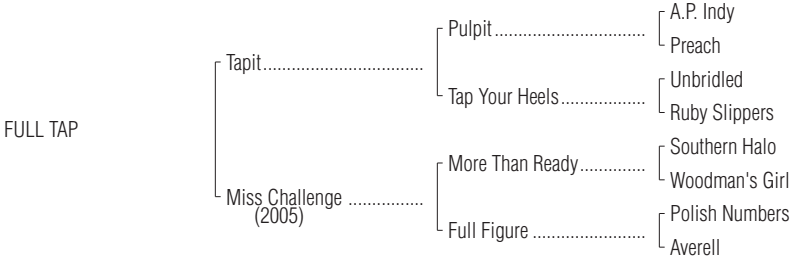 A.P. Indy
Pulpit..............................
Preach
Tapit................................
Unbridled
Tap Your Heels.................
Ruby Slippers
FULL TAP
Southern Halo
More Than Ready.............
Woodman's Girl
Miss Challenge ...............
(2005)
Polish Numbers
Full Figure ......................
Averell